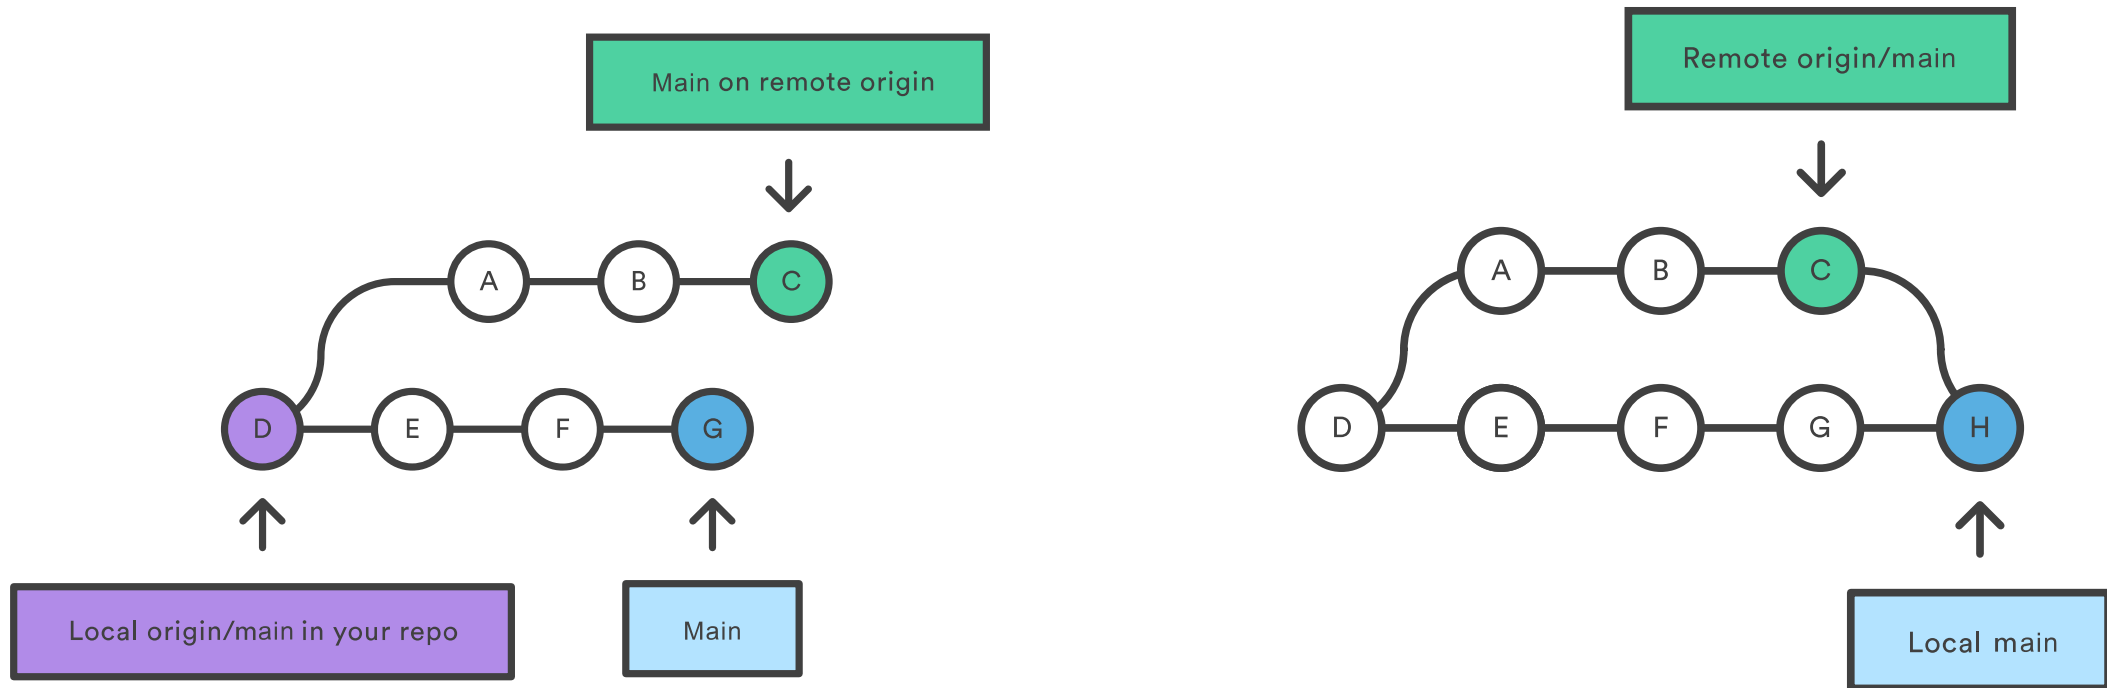 Main on remote origin
A
B
C
D
E
F
G
Local origin/main in your repo
Main
Remote origin/main
A
B
C
D
E
F
G
H
Local main